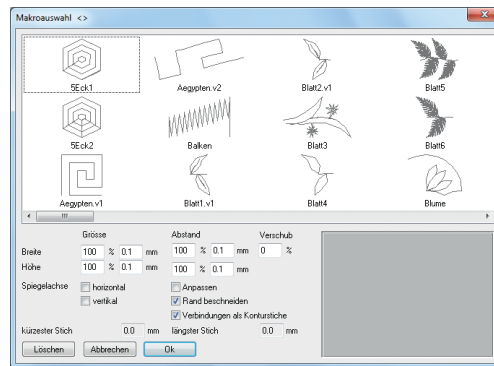 Makroauswahl <>
5Eck1 Aegypten.v2 Blatt2.v1 Blatt5
5Eck2 Balken Blatt3 Blatt6
Aegypten.v1 Blatt1.v1 Blatt4 Blume
Grösse Abstand Verschub
Breite 100 % 0.1 mm 100 % 0.1 mm 0 %
Höhe 100 % 0.1 mm 100 % 0.1 mm
Spiegelachse horizontal Anpassen
vertikal Rand beschneiden
Verbindungen als Konturstiche
kürzester Stich 0.0 mm längster Stich 0.0 mm
Löschen Abbrechen Ok